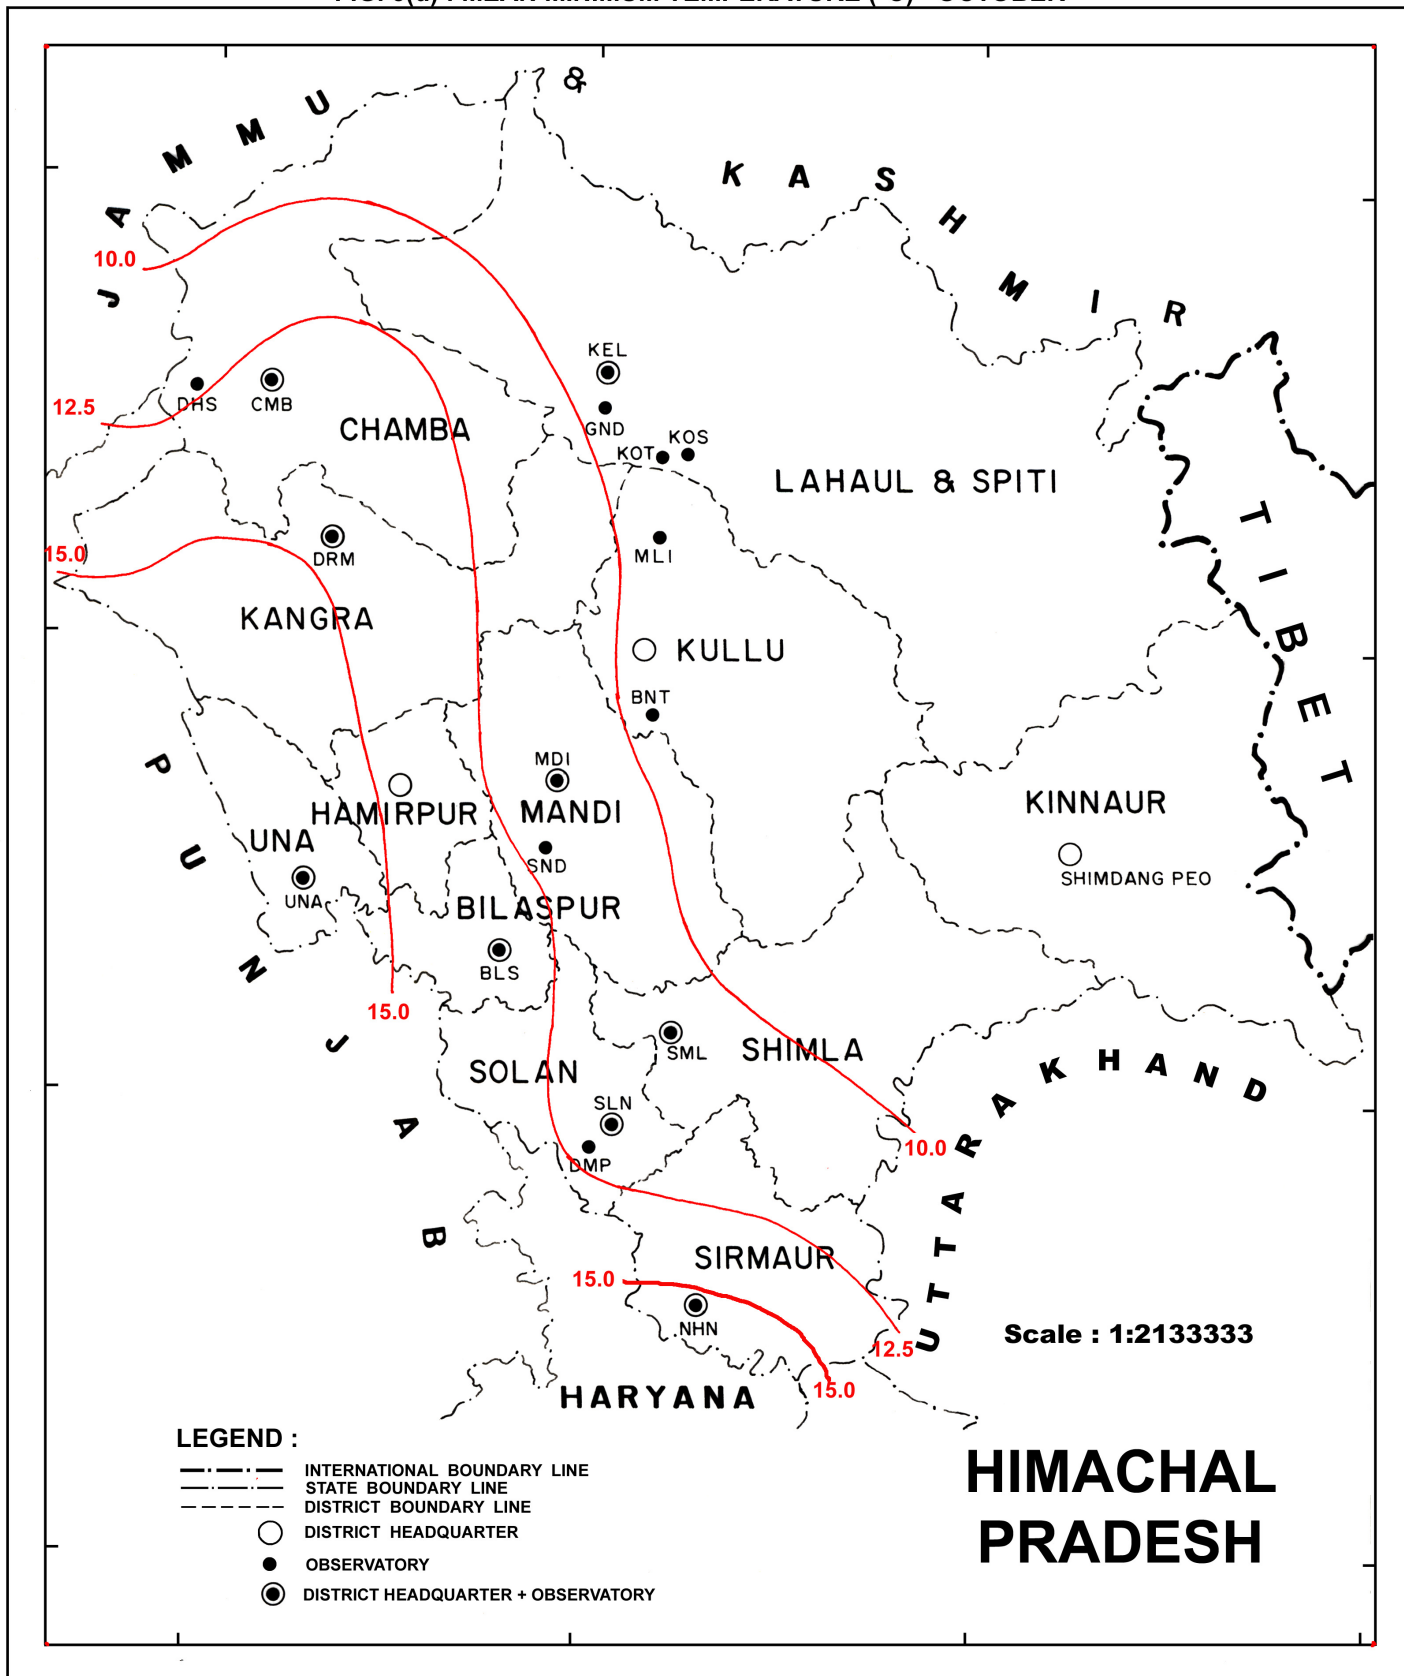 &
JAMMU
KASHMIR
10.0
KEL
12.5
DHS
CMB
GND
CHAMBA
KOS
KOT
LAHAUL & SPITI
TIBET
15.0
DRM
MLI
KANGRA
KULLU
BNT
PUNJAB
MDI
HAMIRPUR
MANDI
KINNAUR
UNA
SND
SHIMDANG PEO
UNA
BILASPUR
BLS
15.0
SML
SHIMLA
SOLAN
UTTARAKHAND
SLN
10.0
DMP
SIRMAUR
15.0
NHN
12.5
Scale : 1:2133333
15.0
HARYANA
LEGEND :
INTERNATIONAL BOUNDARY LINE
STATE BOUNDARY LINE
DISTRICT BOUNDARY LINE
DISTRICT HEADQUARTER
OBSERVATORY
DISTRICT HEADQUARTER + OBSERVATORY
HIMACHAL
PRADESH